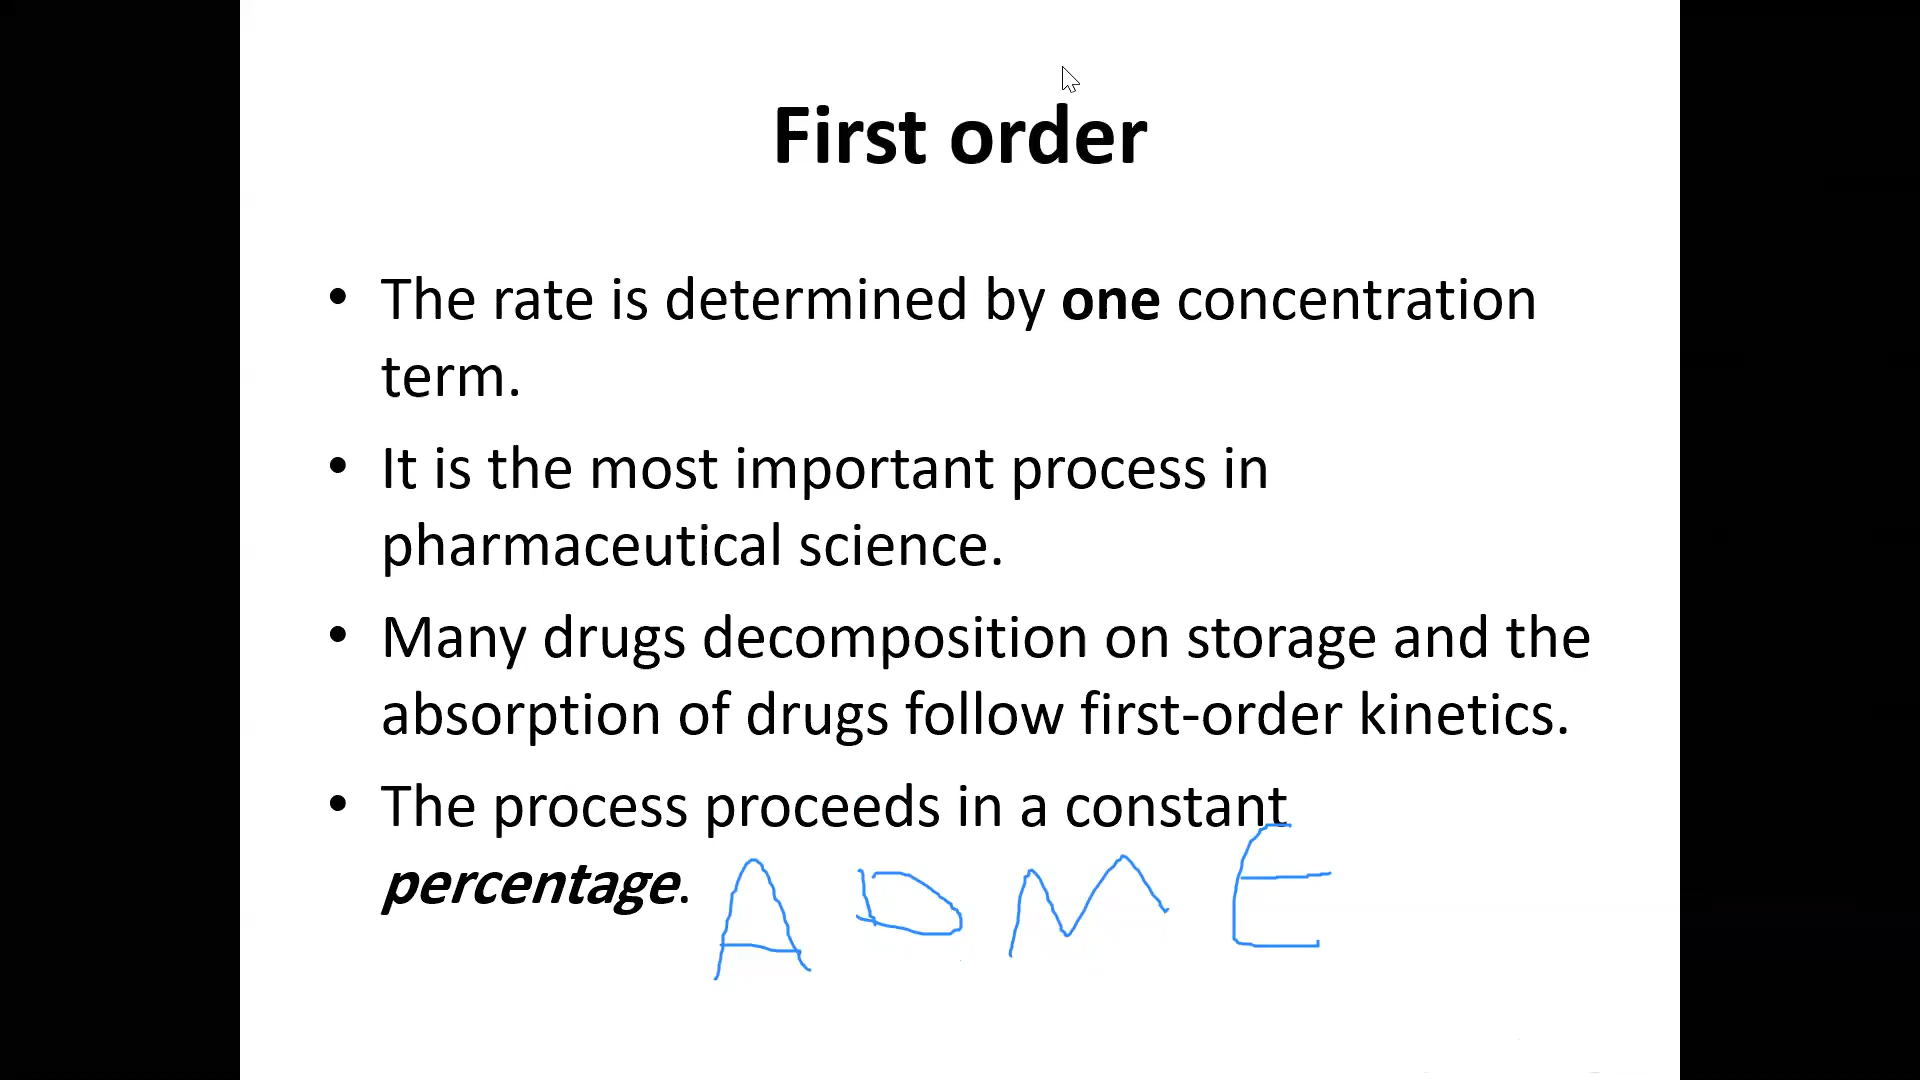 First order
• The rate is determined by one concentration
term.
• It is the most important process in
pharmaceutical science.
• Many drugs decomposition on storage and the
absorption of drugs follow first-order kinetics.
• The process proceeds in a constant
percentage.
A D M E